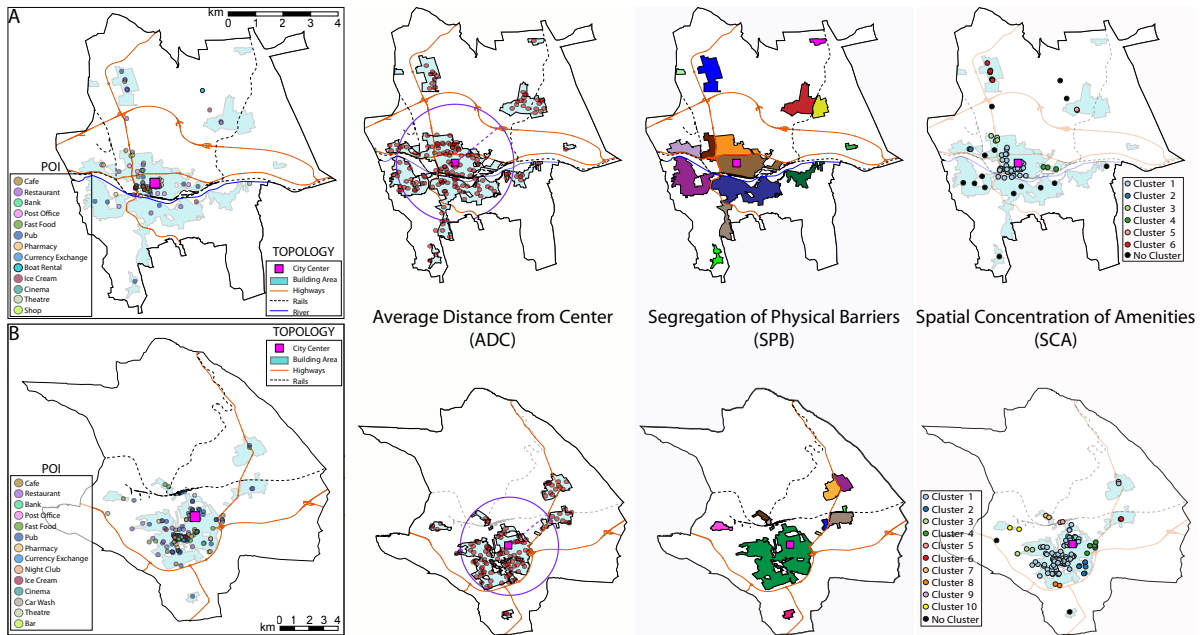 A
km
0 1 2 3 4
POI
Cafe
Restaurant
Bank
Post Office
Fast Food
Pub
Pharmacy
Currency Exchange
Boat Rental
Ice Cream
Cinema
Theatre
Shop
TOPOLOGY
City Center
Building Area
Highways
Rails
River
Cluster 1
Cluster 2
Cluster 3
Cluster 4
Cluster 5
Cluster 6
No Cluster
Average Distance from Center
(ADC)
Segregation of Physical Barriers
(SPB)
Spatial Concentration of Amenities
(SCA)
B
TOPOLOGY
City Center
Building Area
Highways
Rails
POI
Cafe
Restaurant
Bank
Post Office
Fast Food
Pub
Pharmacy
Currency Exchange
Night Club
Ice Cream
Cinema
Car Wash
Theatre
Bar
km
0 1 2 3 4
Cluster 1
Cluster 2
Cluster 3
Cluster 4
Cluster 5
Cluster 6
Cluster 7
Cluster 8
Cluster 9
Cluster 10
No Cluster